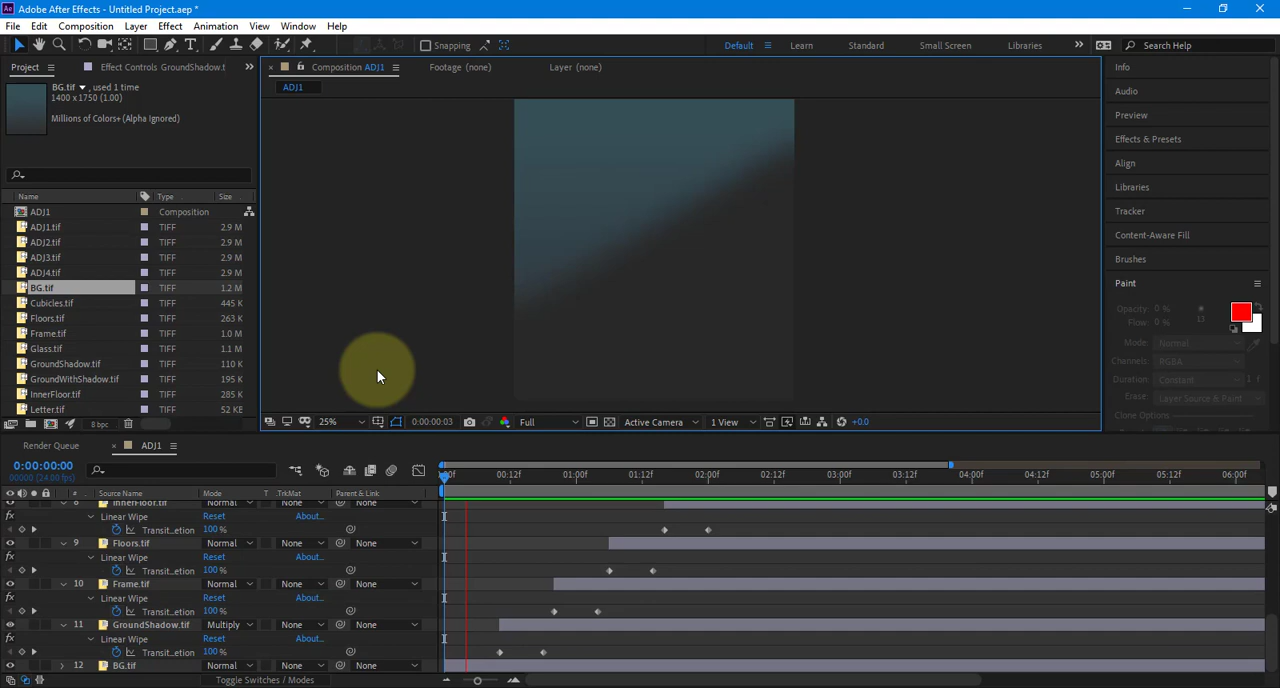 Adobe After Effects - Untitled Project.aep *
File Edit Composition Layer Effect Animation View Window Help
Snapping Default Learn Standard Small Screen Libraries Search Help
Project Effect Controls GroundShadow.t
Composition ADJ1 Footage (none) Layer (none)
ADJ1
BG.tif , used 1 time
1400 x 1750 (1.00)
Millions of Colors+ (Alpha Ignored)
Name Type Size
ADJ1 Composition
ADJ1.tif TIFF 2.9 M
ADJ2.tif TIFF 2.9 M
ADJ3.tif TIFF 2.9 M
ADJ4.tif TIFF 2.9 M
BG.tif TIFF 1.2 M
Cubicles.tif TIFF 445 K
Floors.tif TIFF 263 K
Frame.tif TIFF 1.0 M
Glass.tif TIFF 1.1 M
GroundShadow.tif TIFF 110 K
GroundWithShadow.tif TIFF 195 K
InnerFloor.tif TIFF 285 K
Letter.tif TIFF 52 KE
8 bpc
25% 0:00:00:03 Full Active Camera 1 View +0.0
Info
Audio
Preview
Effects & Presets
Align
Libraries
Tracker
Content-Aware Fill
Brushes
Paint
Opacity: 0 %
Flow: 0 %
13
Mode: Normal
Channels: RGBA
Duration: Constant 1 f
Erase: Layer Source & Paint
Clone Options
Render Queue ADJ1
0:00:00:00
00000 (24.00 fps)
:00f 00:12f 01:00f 01:12f 02:00f 02:12f 03:00f 03:12f 04:00f 04:12f 05:00f 05:12f 06:00f
# Source Name Mode T .TrkMat Parent & Link
8 InnerFloor.tif Normal None None
Linear Wipe Reset About...
Transit...etion 100 %
9 Floors.tif Normal None None
Linear Wipe Reset About...
Transit...etion 100 %
10 Frame.tif Normal None None
Linear Wipe Reset About...
Transit...etion 100 %
11 GroundShadow.tif Multiply None None
Linear Wipe Reset About...
Transit...etion 100 %
12 BG.tif Normal None None
Toggle Switches / Modes